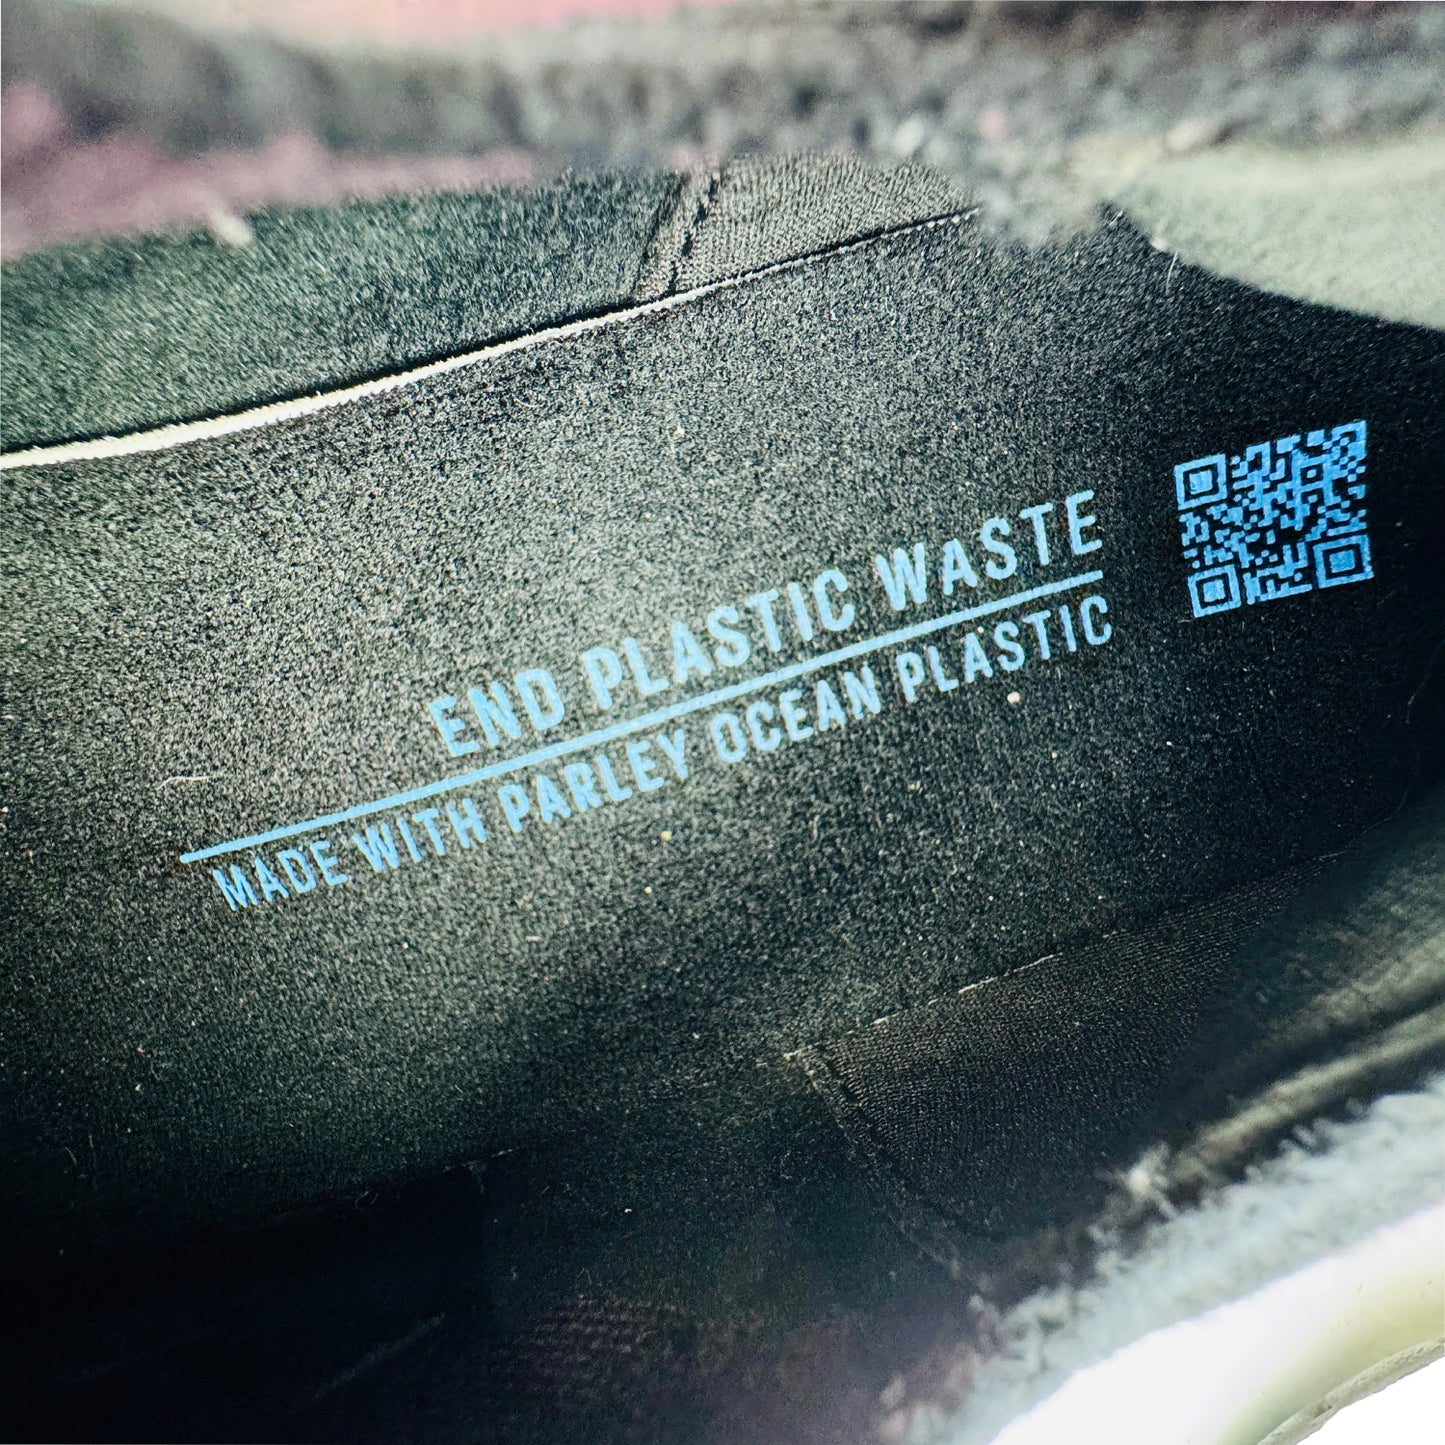 END PLASTIC WASTE
MADE WITH PARLEY OCEAN PLASTIC